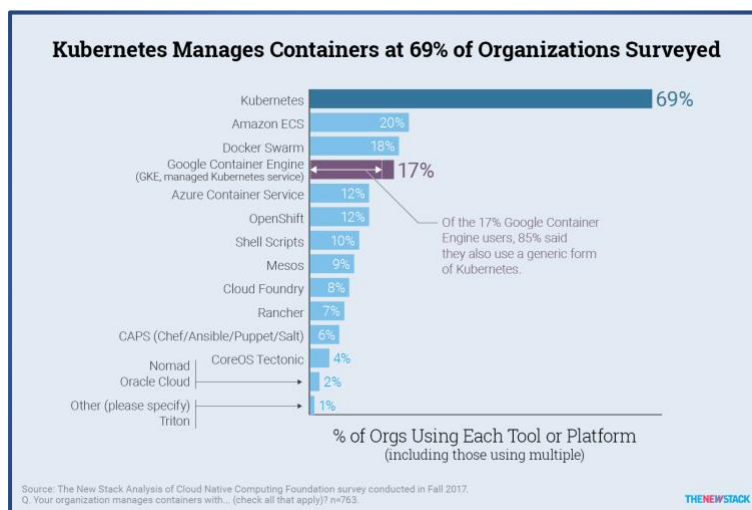 Kubernetes Manages Containers at 69% of Organizations Surveyed
Kubernetes 69%
Amazon ECS 20%
Docker Swarm 18%
Google Container Engine
(GKE, managed Kubernetes service) 17%
Azure Container Service 12%
OpenShift 12%
Of the 17% Google Container
Engine users, 85% said
they also use a generic form
of Kubernetes.
Shell Scripts 10%
Mesos 9%
Cloud Foundry 8%
Rancher 7%
CAPS (Chef/Ansible/Puppet/Salt) 6%
CoreOS Tectonic 4%
Nomad
Oracle Cloud 2%
Other (please specify) 1%
Triton
% of Orgs Using Each Tool or Platform
(including those using multiple)
Source: The New Stack Analysis of Cloud Native Computing Foundation survey conducted in Fall 2017.
Q. Your organization manages containers with... (check all that apply)? n=763.
THENEWSTACK